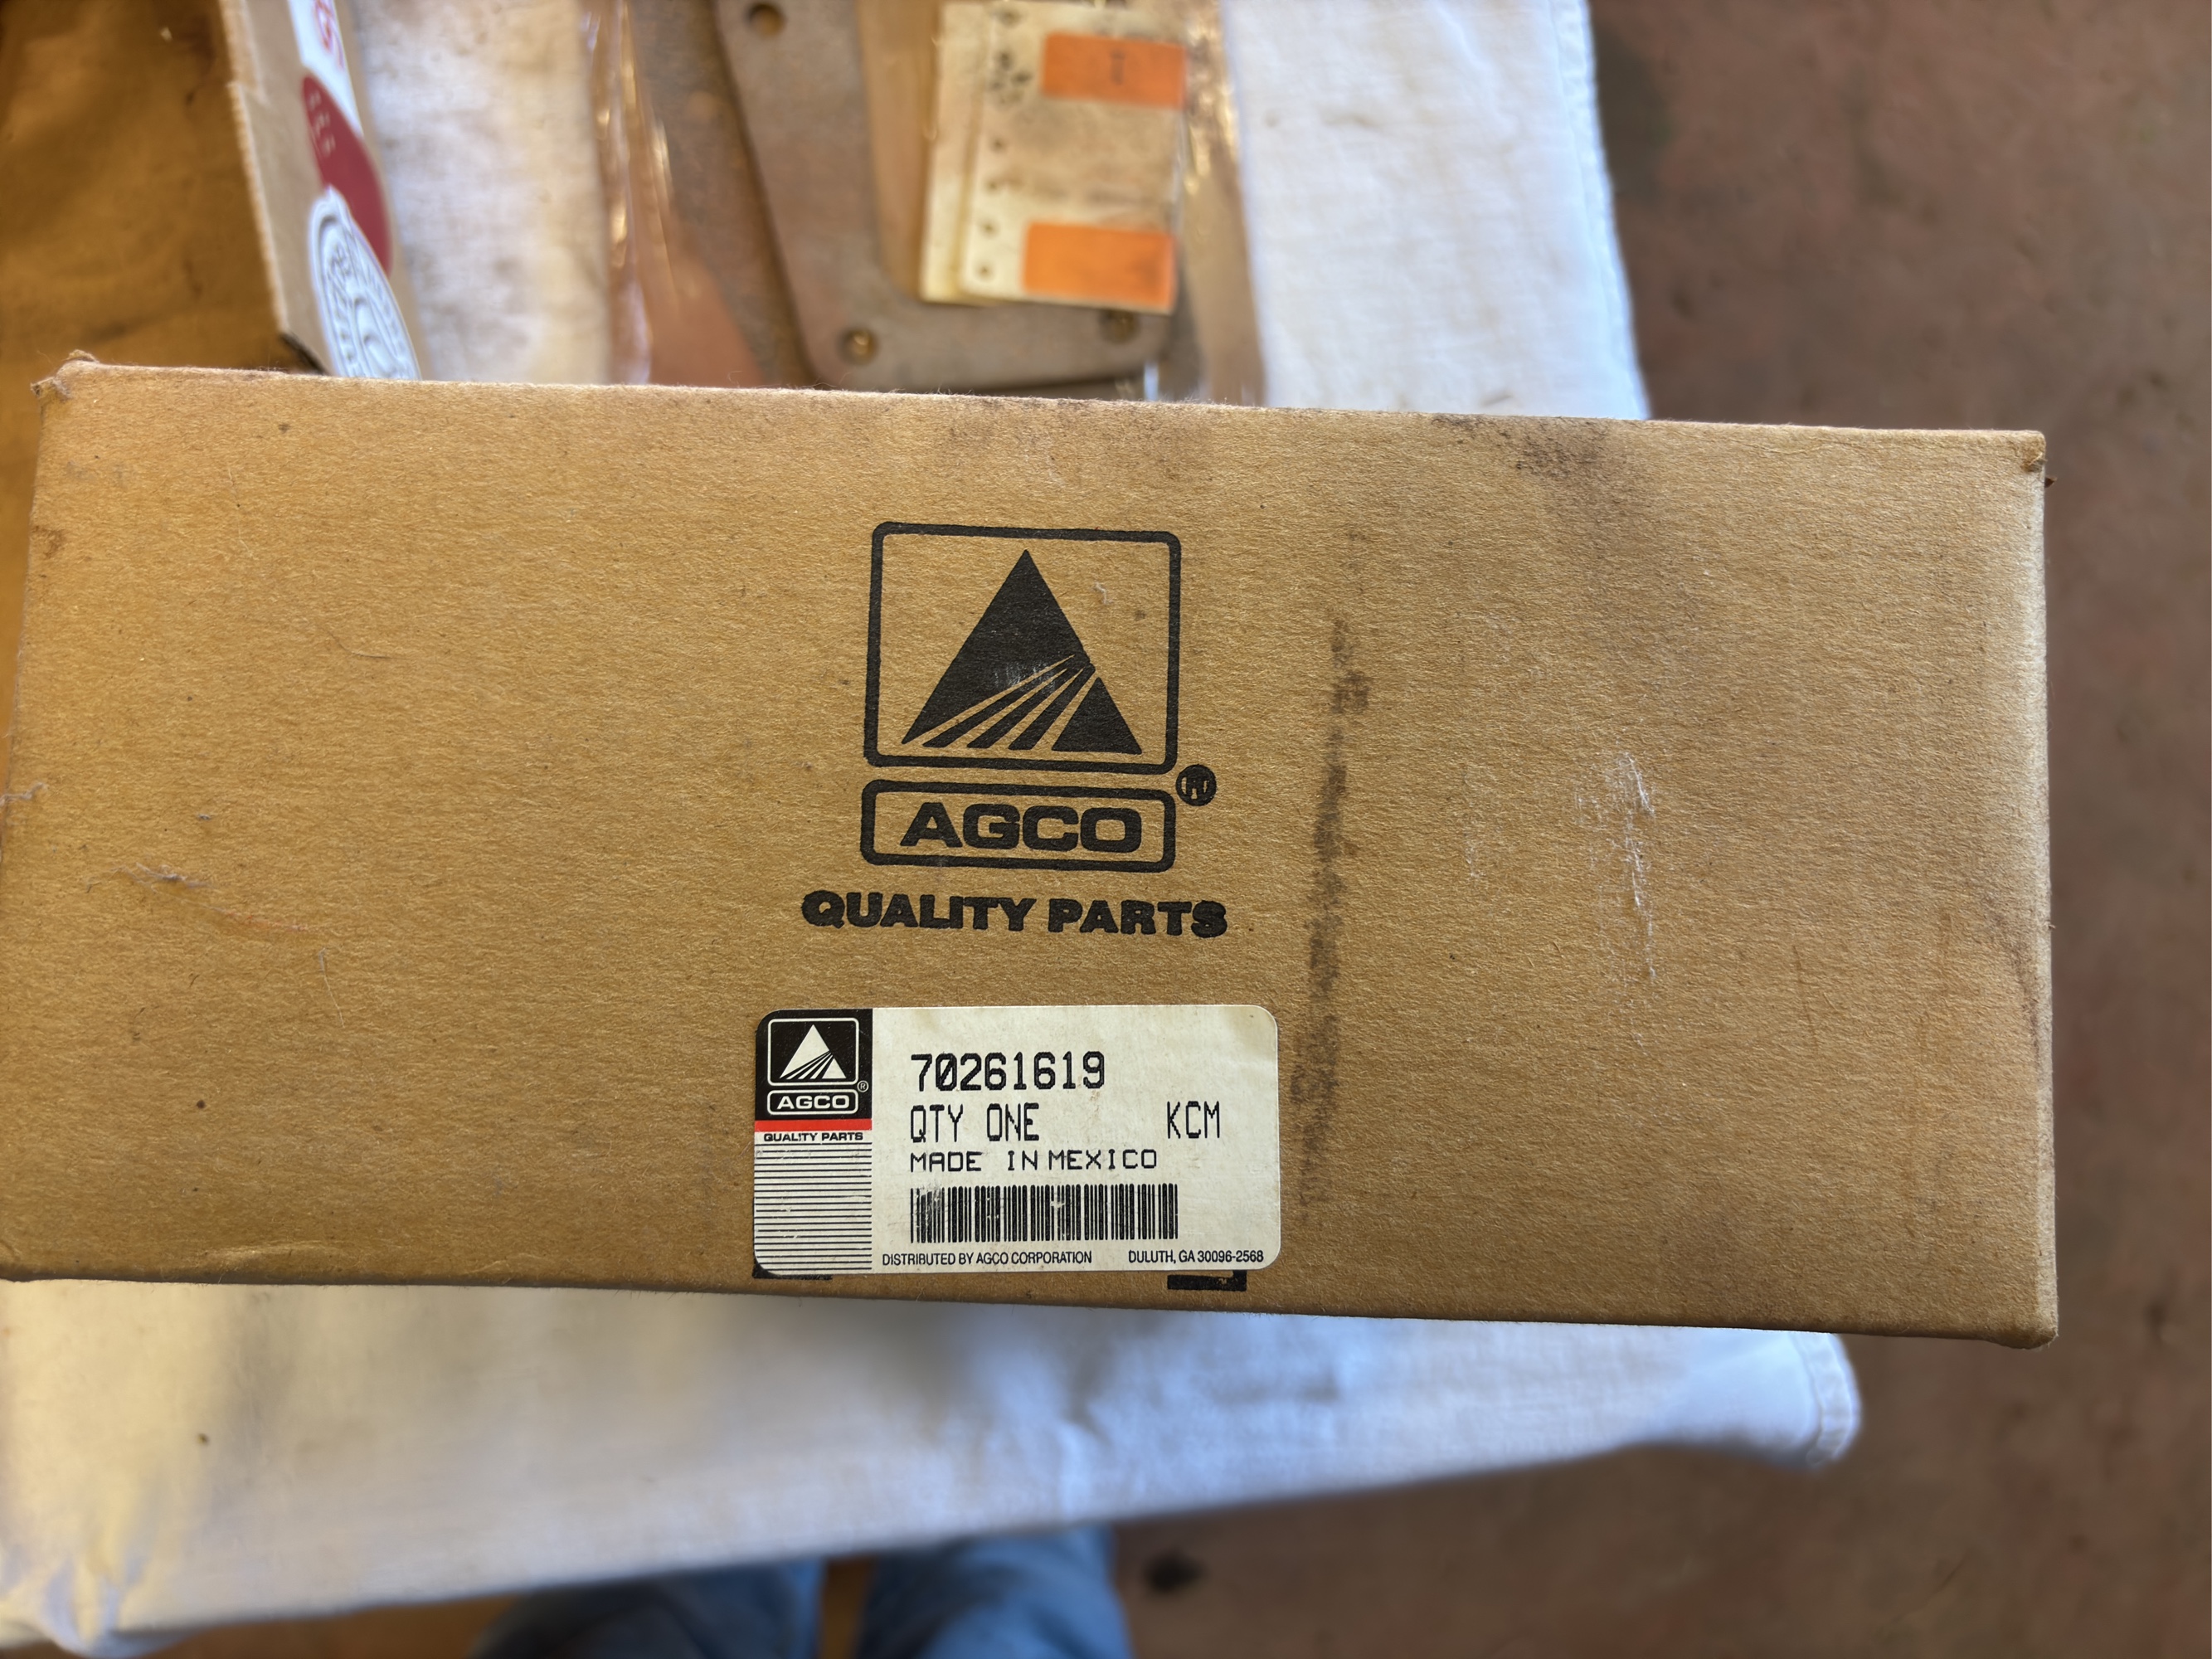 AGCO
QUALITY PARTS
AGCO
QUALITY PARTS
70261619
QTY ONE KCM
MADE IN MEXICO
DISTRIBUTED BY AGCO CORPORATION DULUTH, GA 30096-2568